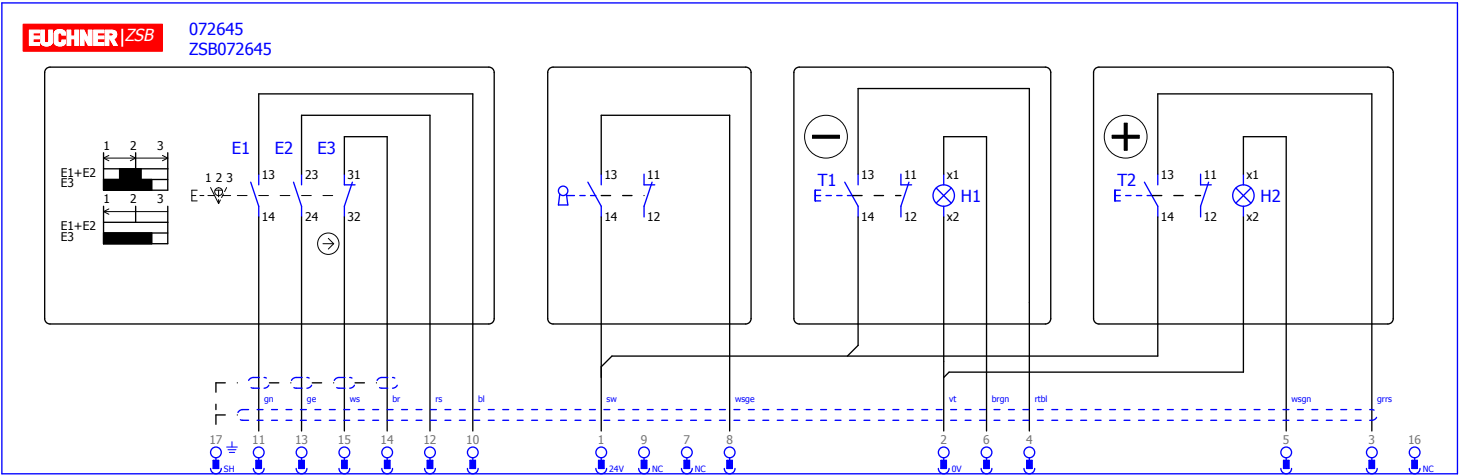 EUCHNER ZSB
072645
ZSB072645
E1 E2 E3
1 2 3
E1+E2
E3
1 2 3
E1+E2
E3
1 2 3
E
13 23 31
14 24 32
13 11
14 12
T1
E
13 11 x1
H1
14 12 x2
T2
E
13 11 x1
H2
14 12 x2
gn ge ws br rs bl sw wsge vt brgn rtbl wsgn grrs
17 11 13 15 14 12 10 1 9 7 8 2 6 4 5 3 16
SH 24V NC NC 0V NC